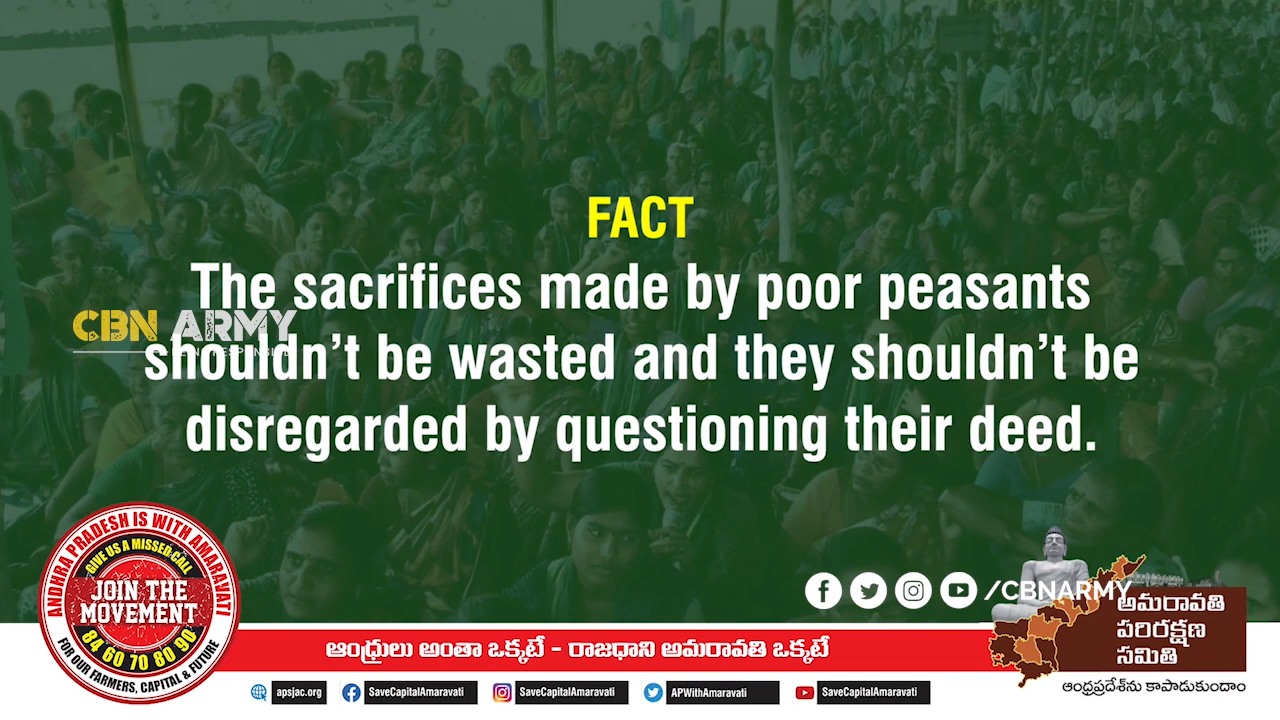 FACT
The sacrifices made by poor peasants
shouldn't be wasted and they shouldn't be
disregarded by questioning their deed.
CBN ARMY
/CBNARMY
ANDHRA PRADESH IS WITH AMARAVATI
GIVE US A MISSED CALL
JOIN THE
MOVEMENT
84 60 70 80 90
FOR OUR FARMERS, CAPITAL & FUTURE
ఆంధ్రులు అంతా ఒక్కటే - రాజధాని అమరావతి ఒక్కటే
అమరావతి
పరిరక్షణ
సమితి
ఆంధ్రప్రదేశ్‌ను కాపాడుకుందాం
apsjac.org
SaveCapitalAmaravati
SaveCapitalAmaravati
APWithAmaravati
SaveCapitalAmaravati